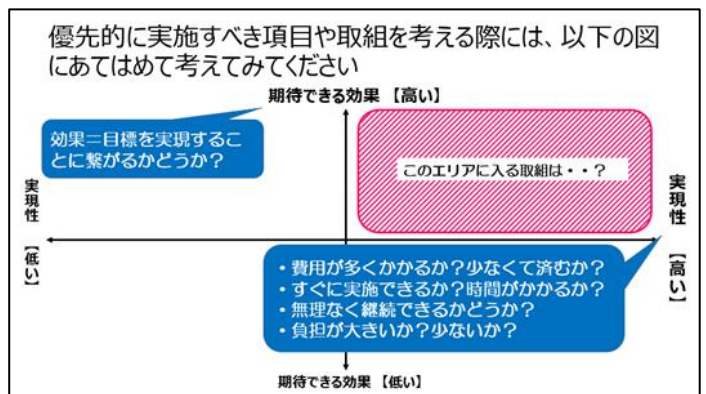 優先的に実施すべき項目や取組を考える際には、以下の図
にあてはめて考えてみてください
期待できる効果 【高い】
効果＝目標を実現するこ
とに繋がるかどうか？
このエリアに入る取組は・・？
実現性
【低い】
実現性
【高い】
・費用が多くかかるか？少なくて済むか？
・すぐに実施できるか？時間がかかるか？
・無理なく継続できるかどうか？
・負担が大きいか？少ないか？
期待できる効果 【低い】